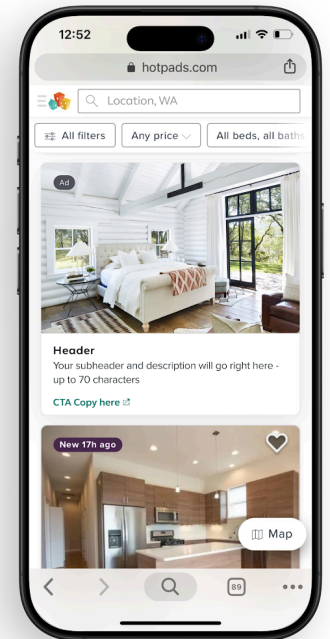 12:52
hotpads.com
Location, WA
All filters
Any price
All beds, all baths
Ad
Header
Your subheader and description will go right here -
up to 70 characters
CTA Copy here
New 17h ago
Map
89